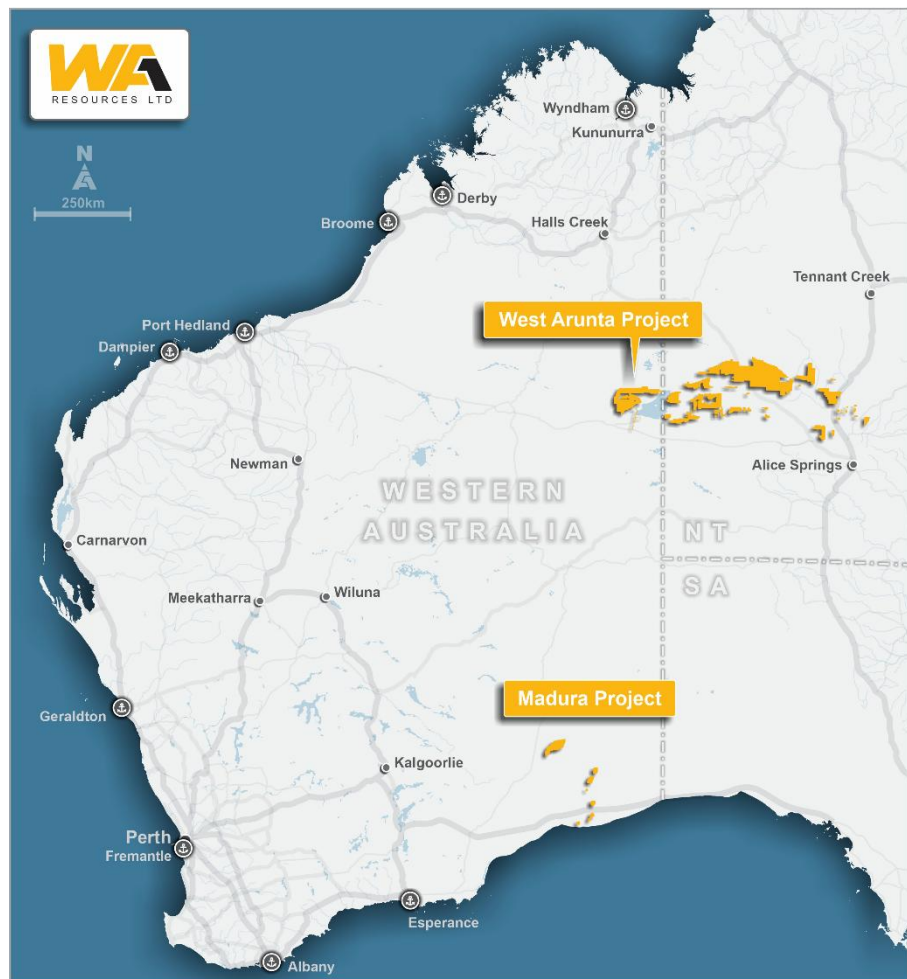 WA1
RESOURCES LTD
N
250km
Wyndham
Kununurra
Derby
Broome
Halls Creek
Tennant Creek
West Arunta Project
Port Hedland
Dampier
Newman
Alice Springs
WESTERN
AUSTRALIA
NT
Carnarvon
SA
Meekatharra
Wiluna
Madura Project
Geraldton
Kalgoorlie
Perth
Fremantle
Esperance
Albany